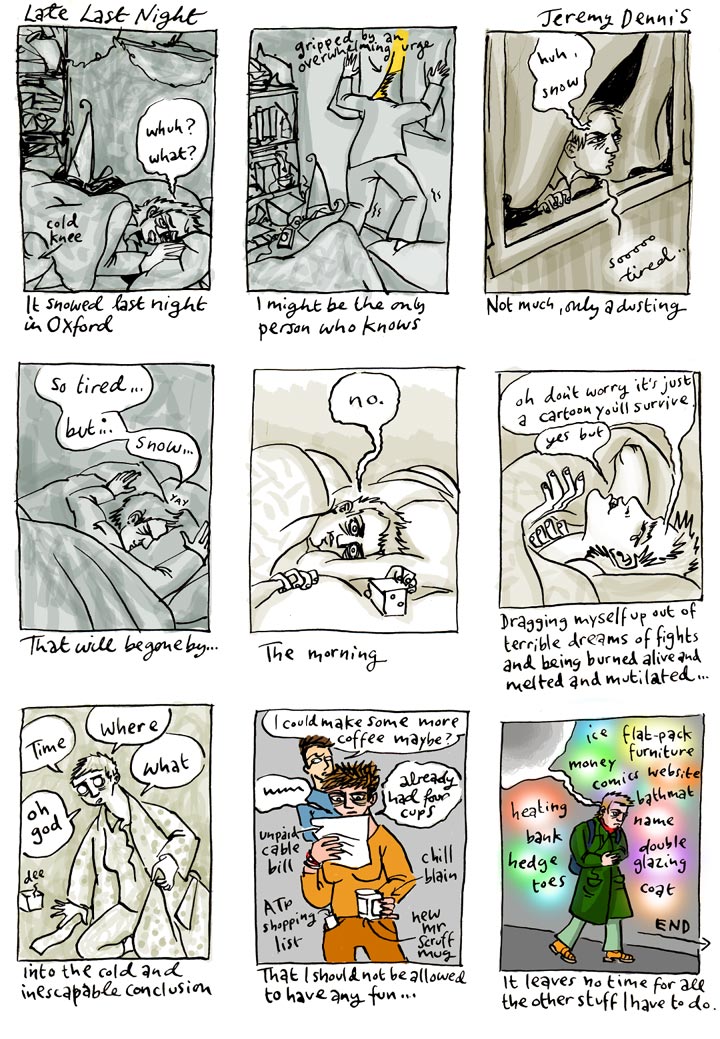 Late Last Night
Jeremy Dennis
whuh?
what?
cold
knee
It snowed last night
in Oxford
gripped by an
overwhelming urge
I might be the only
person who knows
huh,
snow
sooooo
tired..
Not much, only a dusting
So tired...
but...
snow...
YAY
That will be gone by...
no.
The morning
oh don't worry it's just
a cartoon you'll survive
yes but
Dragging myself up out of
terrible dreams of fights
and being burned alive and
melted and mutilated...
Time
where
what
oh
god
dee
into the cold and
inescapable conclusion
I could make some more
coffee maybe?
mmm
already
had four
cups
unpaid
cable
bill
chill
blain
A to
shopping
list
new
mr
scruff
mug
That I should not be allowed
to have any fun...
ice
flat-pack
furniture
money
comics
website
bathmat
heating
name
bank
double
glazing
hedge
toes
coat
END
It leaves no time for all
the other stuff I have to do.